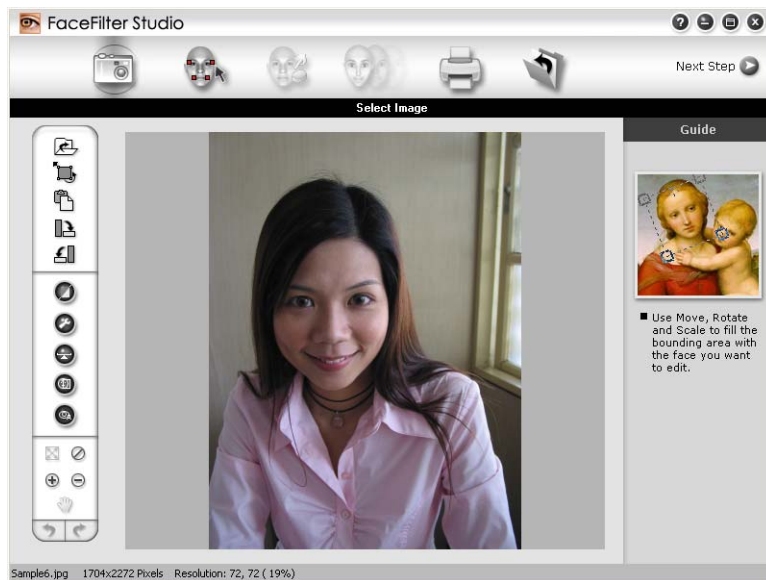 FaceFilter Studio
Next Step
Select Image
Guide
Use Move, Rotate
and Scale to fill the
bounding area with
the face you want
to edit.
Sample6.jpg 1704x2272 Pixels Resolution: 72, 72 ( 19%)